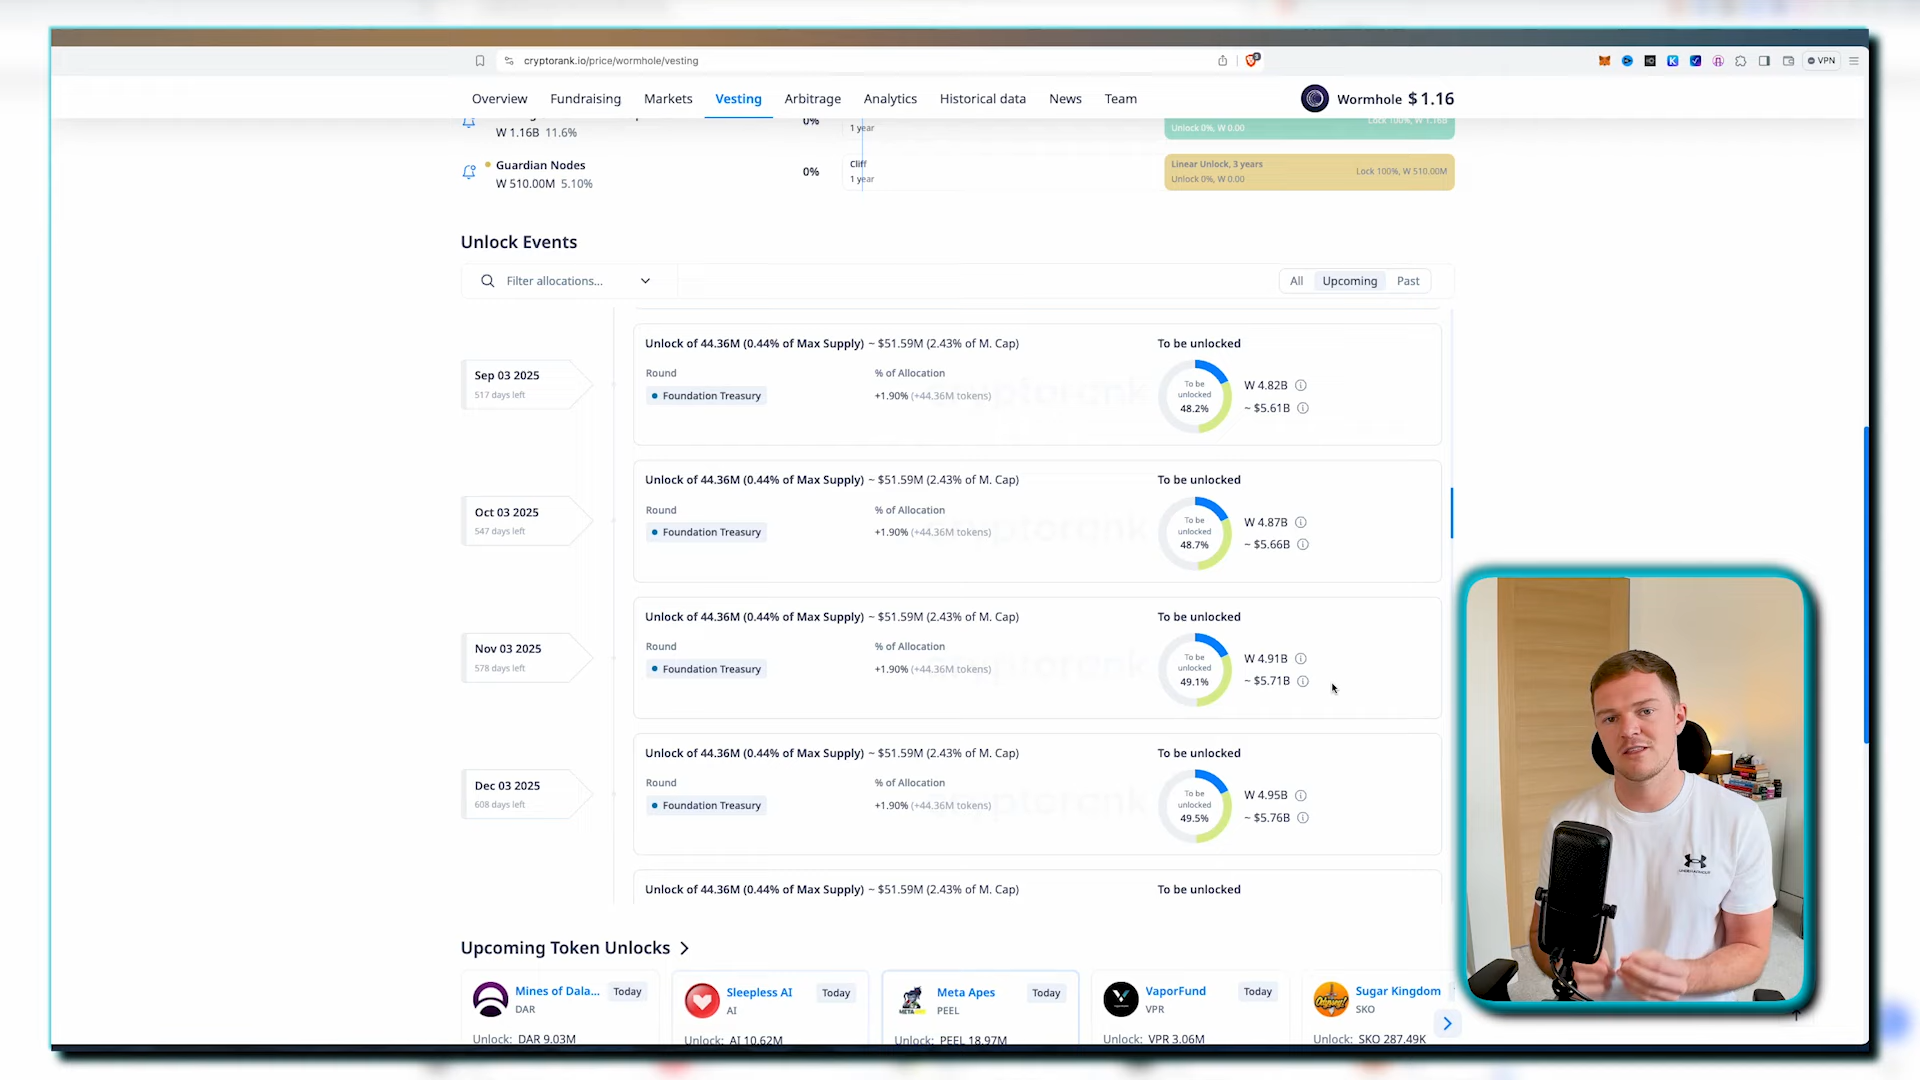 cryptorank.io/price/wormhole/vesting
VPN
Overview Fundraising Markets Vesting Arbitrage Analytics Historical data News Team
Wormhole $ 1.16
W 1.16B 11.6%
0%
1 year
Unlock 0%, W 0.00
Lock 100%, W 1.16B
Guardian Nodes
W 510.00M 5.10%
0%
Cliff
1 year
Linear Unlock, 3 years
Unlock 0%, W 0.00
Lock 100%, W 510.00M
Unlock Events
Filter allocations...
All Upcoming Past
Sep 03 2025
517 days left
Unlock of 44.36M (0.44% of Max Supply) ~ $51.59M (2.43% of M. Cap)
Round
Foundation Treasury
% of Allocation
+1.90% (+44.36M tokens)
To be unlocked
To be
unlocked
48.2%
W 4.82B
~ $5.61B
Oct 03 2025
547 days left
Unlock of 44.36M (0.44% of Max Supply) ~ $51.59M (2.43% of M. Cap)
Round
Foundation Treasury
% of Allocation
+1.90% (+44.36M tokens)
To be unlocked
To be
unlocked
48.7%
W 4.87B
~ $5.66B
Nov 03 2025
578 days left
Unlock of 44.36M (0.44% of Max Supply) ~ $51.59M (2.43% of M. Cap)
Round
Foundation Treasury
% of Allocation
+1.90% (+44.36M tokens)
To be unlocked
To be
unlocked
49.1%
W 4.91B
~ $5.71B
Dec 03 2025
608 days left
Unlock of 44.36M (0.44% of Max Supply) ~ $51.59M (2.43% of M. Cap)
Round
Foundation Treasury
% of Allocation
+1.90% (+44.36M tokens)
To be unlocked
To be
unlocked
49.5%
W 4.95B
~ $5.76B
Unlock of 44.36M (0.44% of Max Supply) ~ $51.59M (2.43% of M. Cap)
To be unlocked
Upcoming Token Unlocks
Mines of Dala...
DAR
Today
Unlock: DAR 9.03M
Sleepless AI
AI
Today
Unlock: AI 10.62M
Meta Apes
PEEL
Today
Unlock: PEEL 18.97M
VaporFund
VPR
Today
Unlock: VPR 3.06M
Sugar Kingdom
SKO
Unlock: SKO 287.49K
UNDER ARMOUR